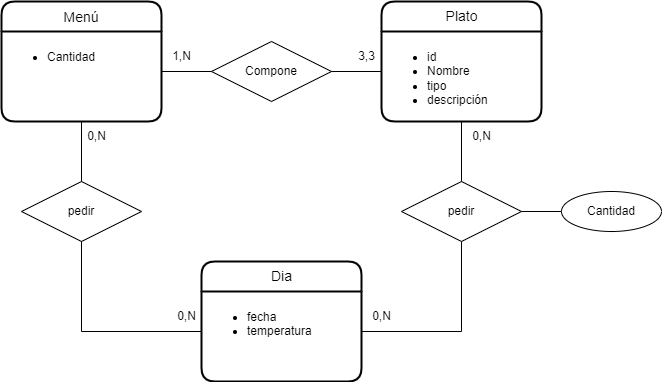 Menú
Cantidad
1,N
Compone
3,3
Plato
id
Nombre
tipo
descripción
0,N
0,N
pedir
pedir
Cantidad
Dia
fecha
temperatura
0,N
0,N